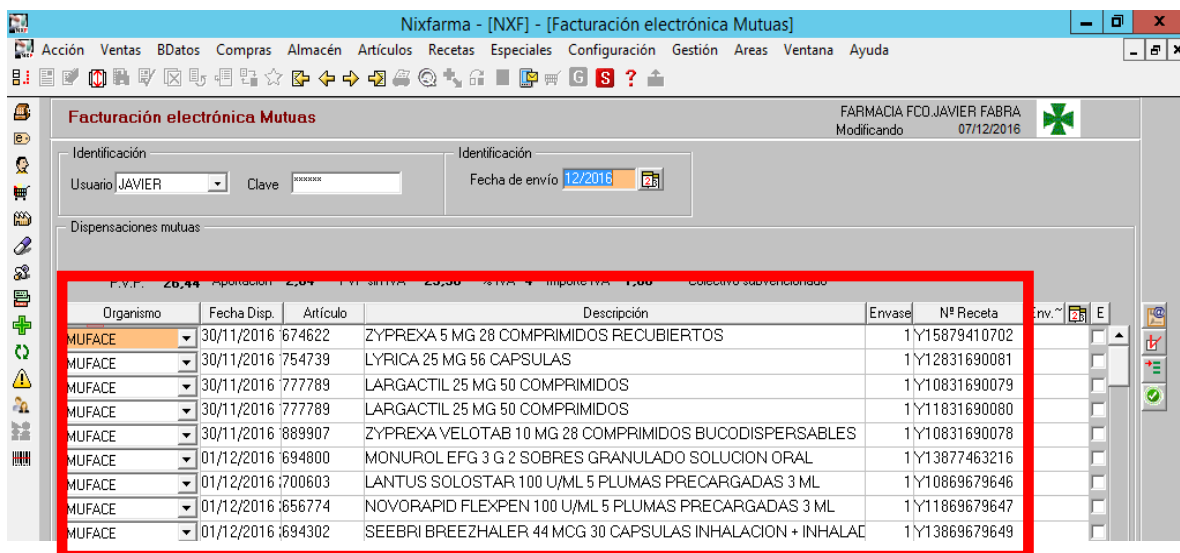 Nixfarma - [NXF] - [Facturación electrónica Mutuas]
Acción Ventas BDatos Compras Almacén Artículos Recetas Especiales Configuración Gestión Areas Ventana Ayuda
G S ?
Facturación electrónica Mutuas
FARMACIA FCO.JAVIER FABRA
Modificando 07/12/2016
Identificación Identificación
Usuario JAVIER Clave xxxxxx Fecha de envío 12/2016
Dispensaciones mutuas
P.V.P. 26,44 Aportación
Organismo Fecha Disp. Artículo Descripción Envase Nº Receta Env.~ E
MUFACE 30/11/2016 674622 ZYPREXA 5 MG 28 COMPRIMIDOS RECUBIERTOS 1 Y15879410702
MUFACE 30/11/2016 754739 LYRICA 25 MG 56 CAPSULAS 1 Y12831690081
MUFACE 30/11/2016 777789 LARGACTIL 25 MG 50 COMPRIMIDOS 1 Y10831690079
MUFACE 30/11/2016 777789 LARGACTIL 25 MG 50 COMPRIMIDOS 1 Y11831690080
MUFACE 30/11/2016 889907 ZYPREXA VELOTAB 10 MG 28 COMPRIMIDOS BUCODISPERSABLES 1 Y10831690078
MUFACE 01/12/2016 694800 MONUROL EFG 3 G 2 SOBRES GRANULADO SOLUCION ORAL 1 Y13877463216
MUFACE 01/12/2016 700603 LANTUS SOLOSTAR 100 U/ML 5 PLUMAS PRECARGADAS 3 ML 1 Y10869679646
MUFACE 01/12/2016 656774 NOVORAPID FLEXPEN 100 U/ML 5 PLUMAS PRECARGADAS 3 ML 1 Y11869679647
MUFACE 01/12/2016 694302 SEEBRI BREEZHALER 44 MCG 30 CAPSULAS INHALACION + INHALAD 1 Y13869679649